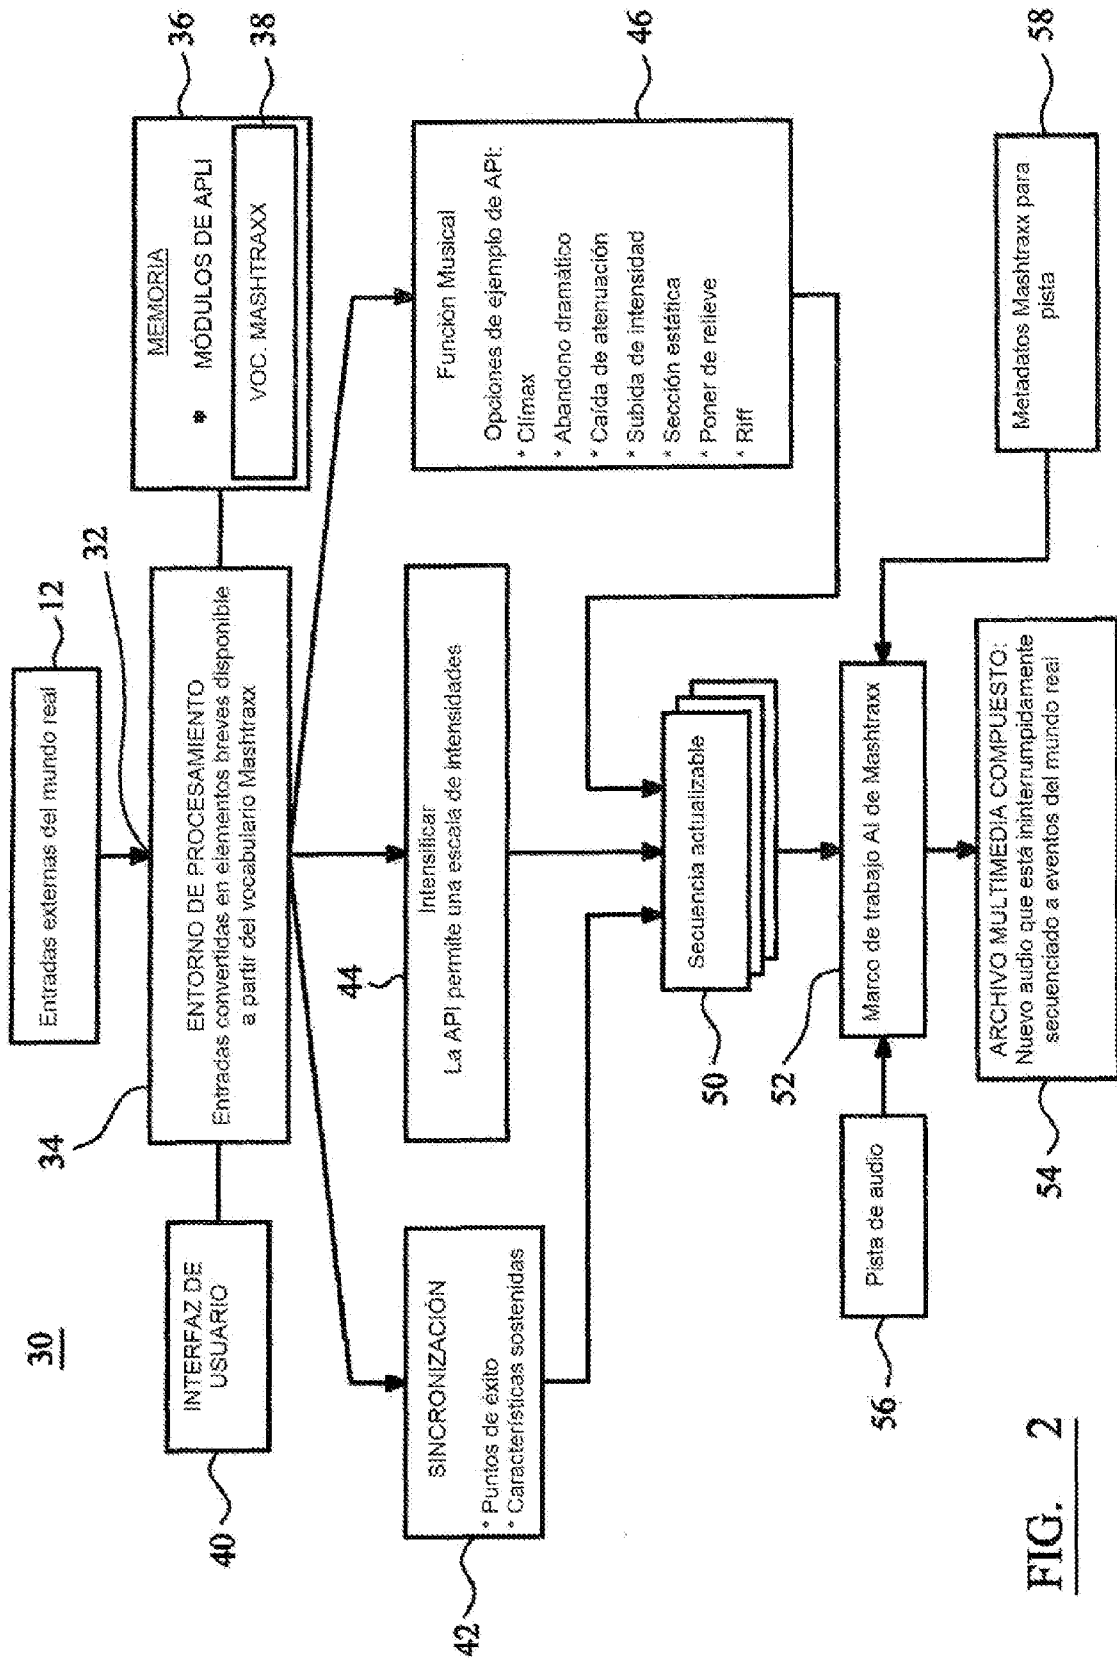 30
Entradas externas del mundo real
12
32
34
INTERFAZ DE
USUARIO
40
ENTORNO DE PROCESAMIENTO
Entradas convertidas en elementos breves disponible
a partir del vocabulario Mashtraxx
MEMORIA
• MÓDULOS DE APLI
VOC. MASHTRAXX
36
38
SINCRONIZACIÓN
* Puntos de éxito
* Características sostenidas
42
44
Intensificar
La API permite una escala de intensidades
Función Musical
Opciones de ejemplo de API:
* Clímax
* Abandono dramático
* Caída de atenuación
* Subida de intensidad
* Sección estática
* Poner de relieve
* Riff
46
Secuencia actualizable
50
52
Pista de audio
56
Marco de trabajo AI de Mashtraxx
Metadatos Mashtraxx para
pista
58
ARCHIVO MULTIMEDIA COMPUESTO:
Nuevo audio que está ininterrumpidamente
secuenciado a eventos del mundo real
54
FIG. 2